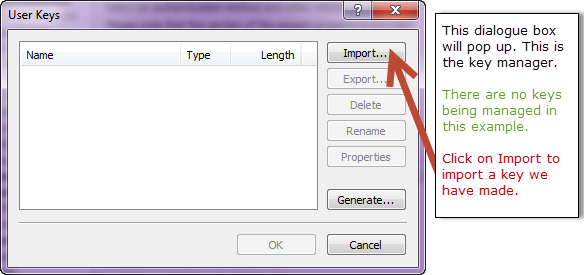 User Keys
Name Type Length
Import...
Export...
Delete
Rename
Properties
Generate...
OK Cancel
This dialogue box
will pop up. This is
the key manager.
There are no keys
being managed in
this example.
Click on Import to
import a key we
have made.